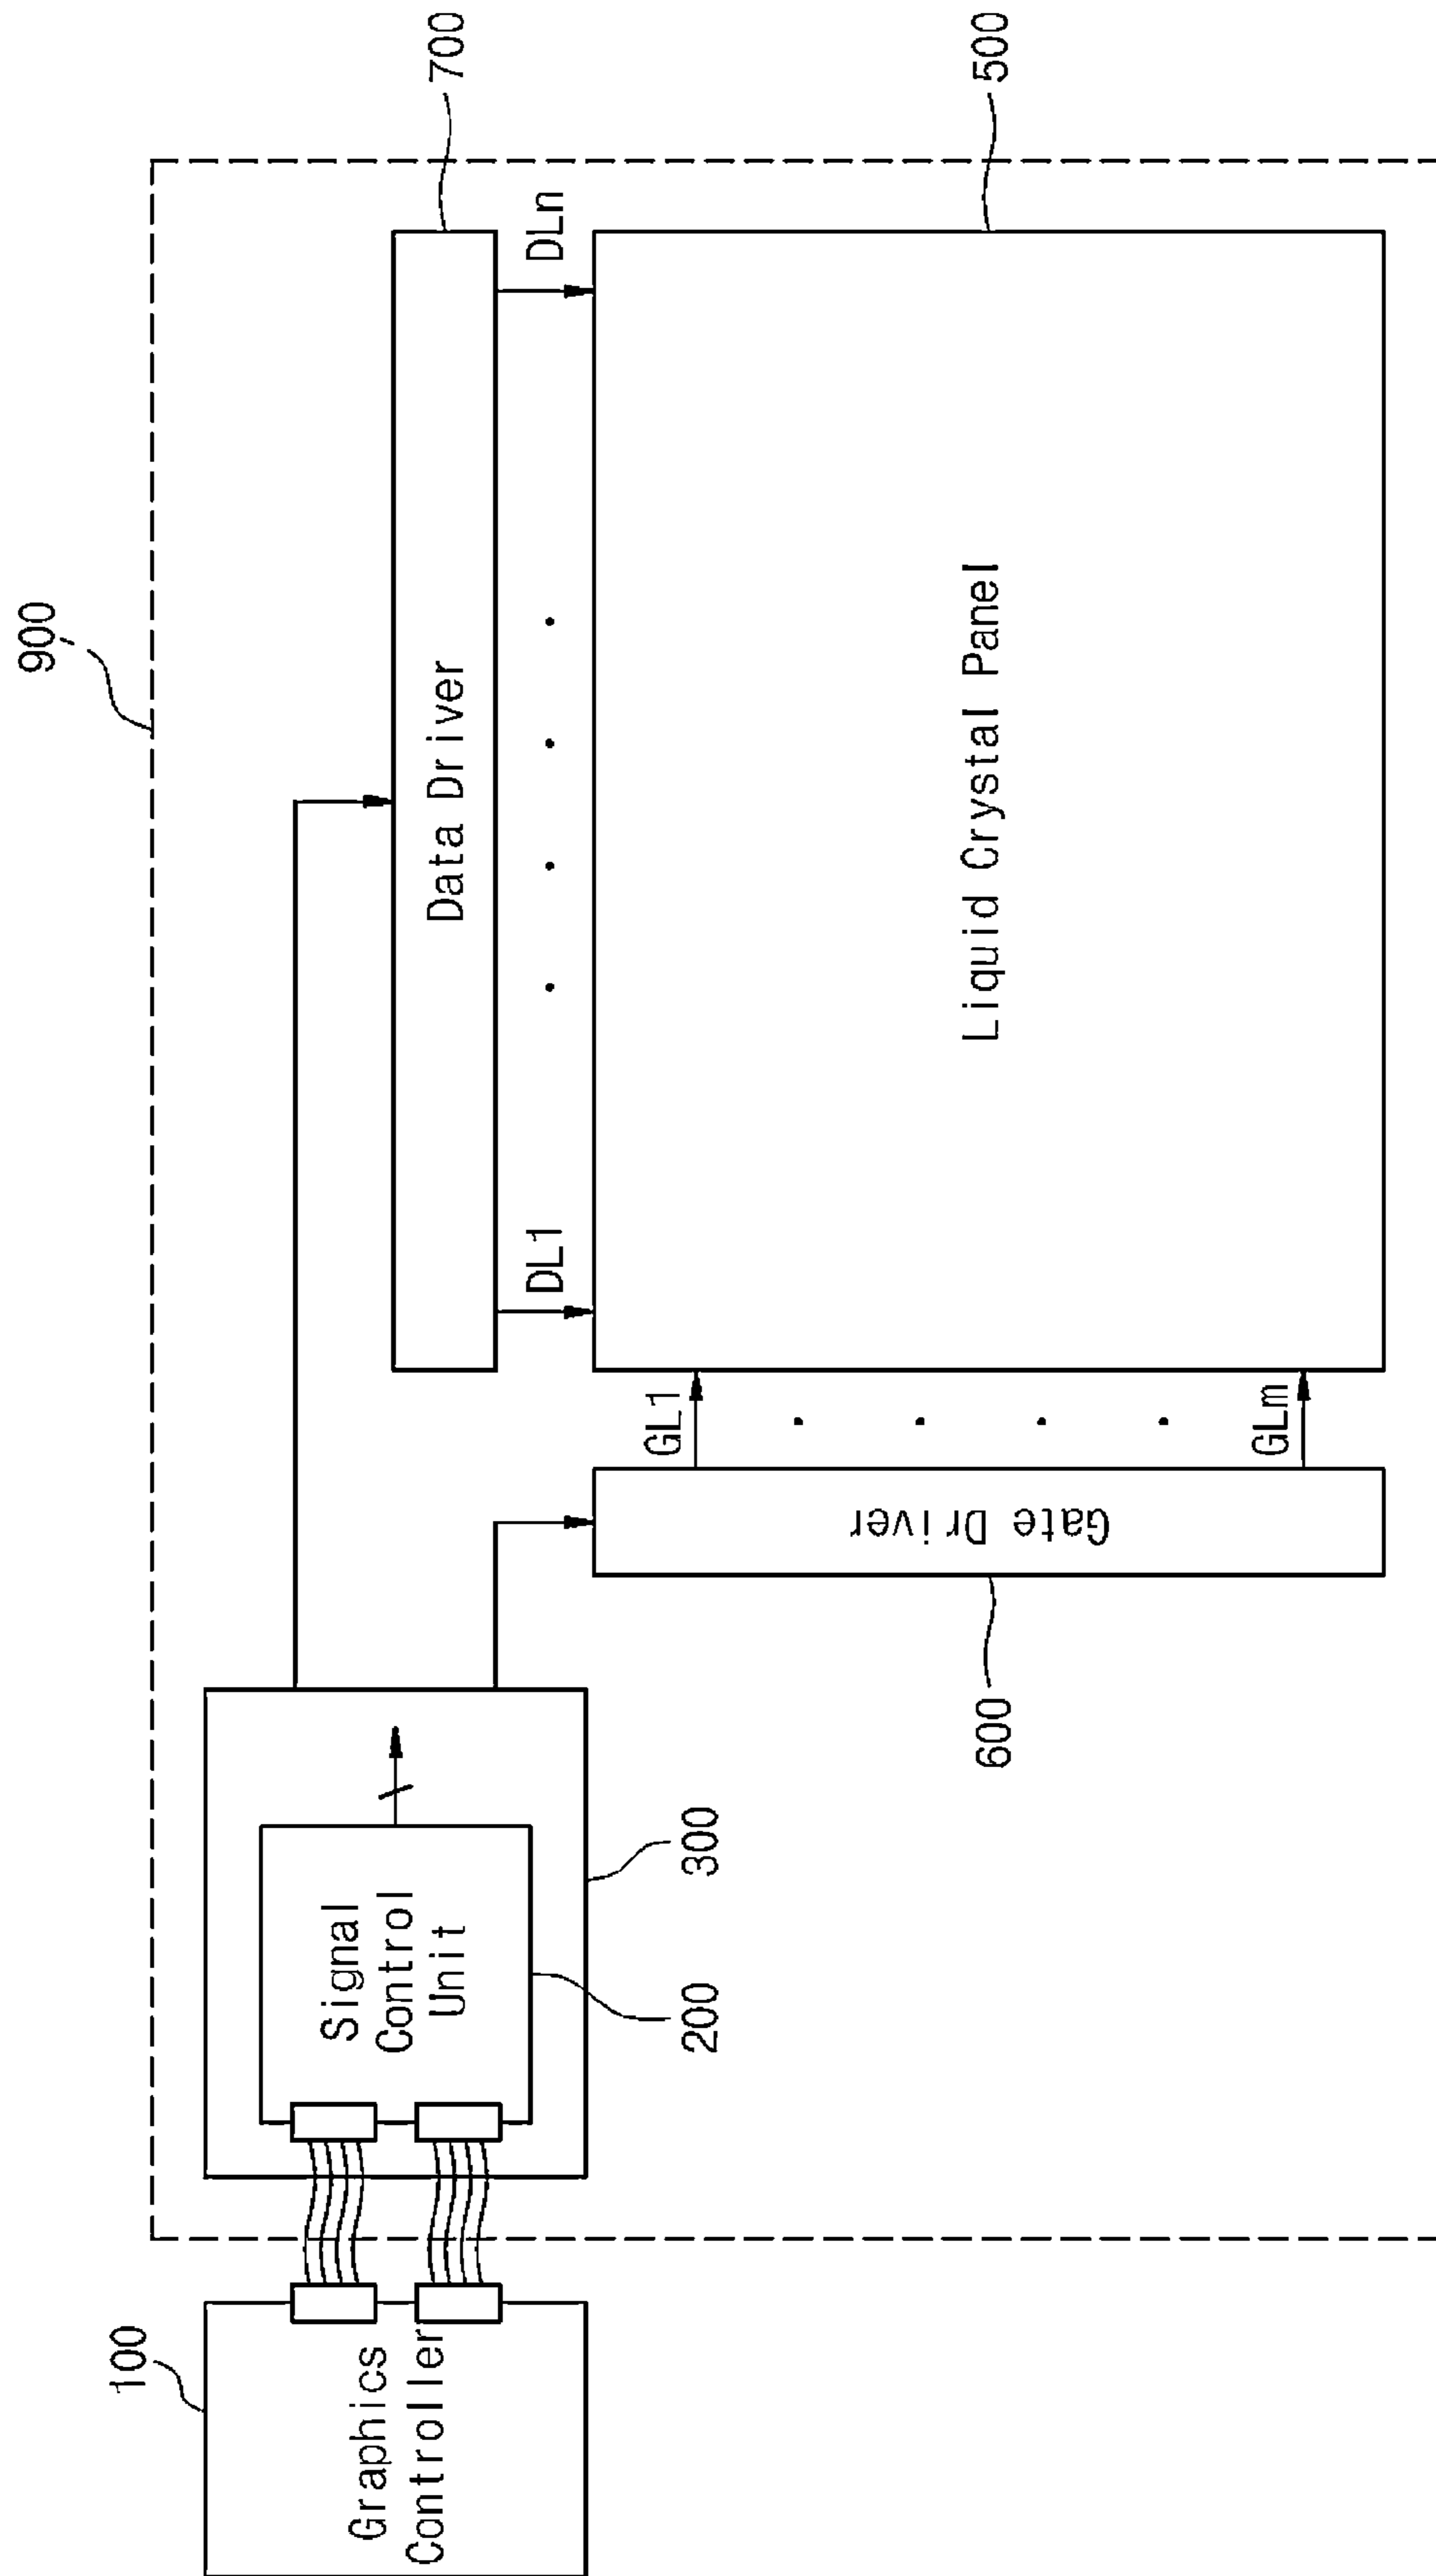 900
100
Graphics
Controller
Signal
Control
Unit
200
300
Data Driver
700
DL1
DLn
GL1
GLm
Gate Driver
600
Liquid Crystal Panel
500